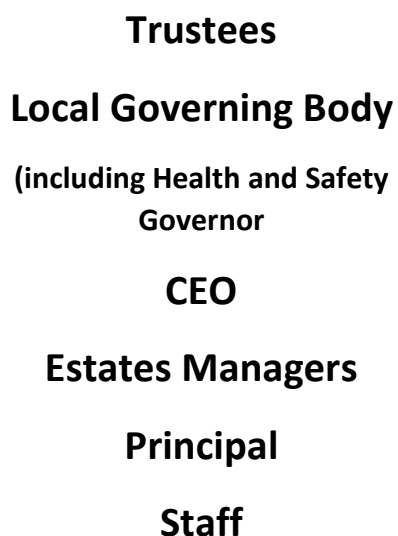 Trustees
Local Governing Body
(including Health and Safety
Governor
CEO
Estates Managers
Principal
Staff